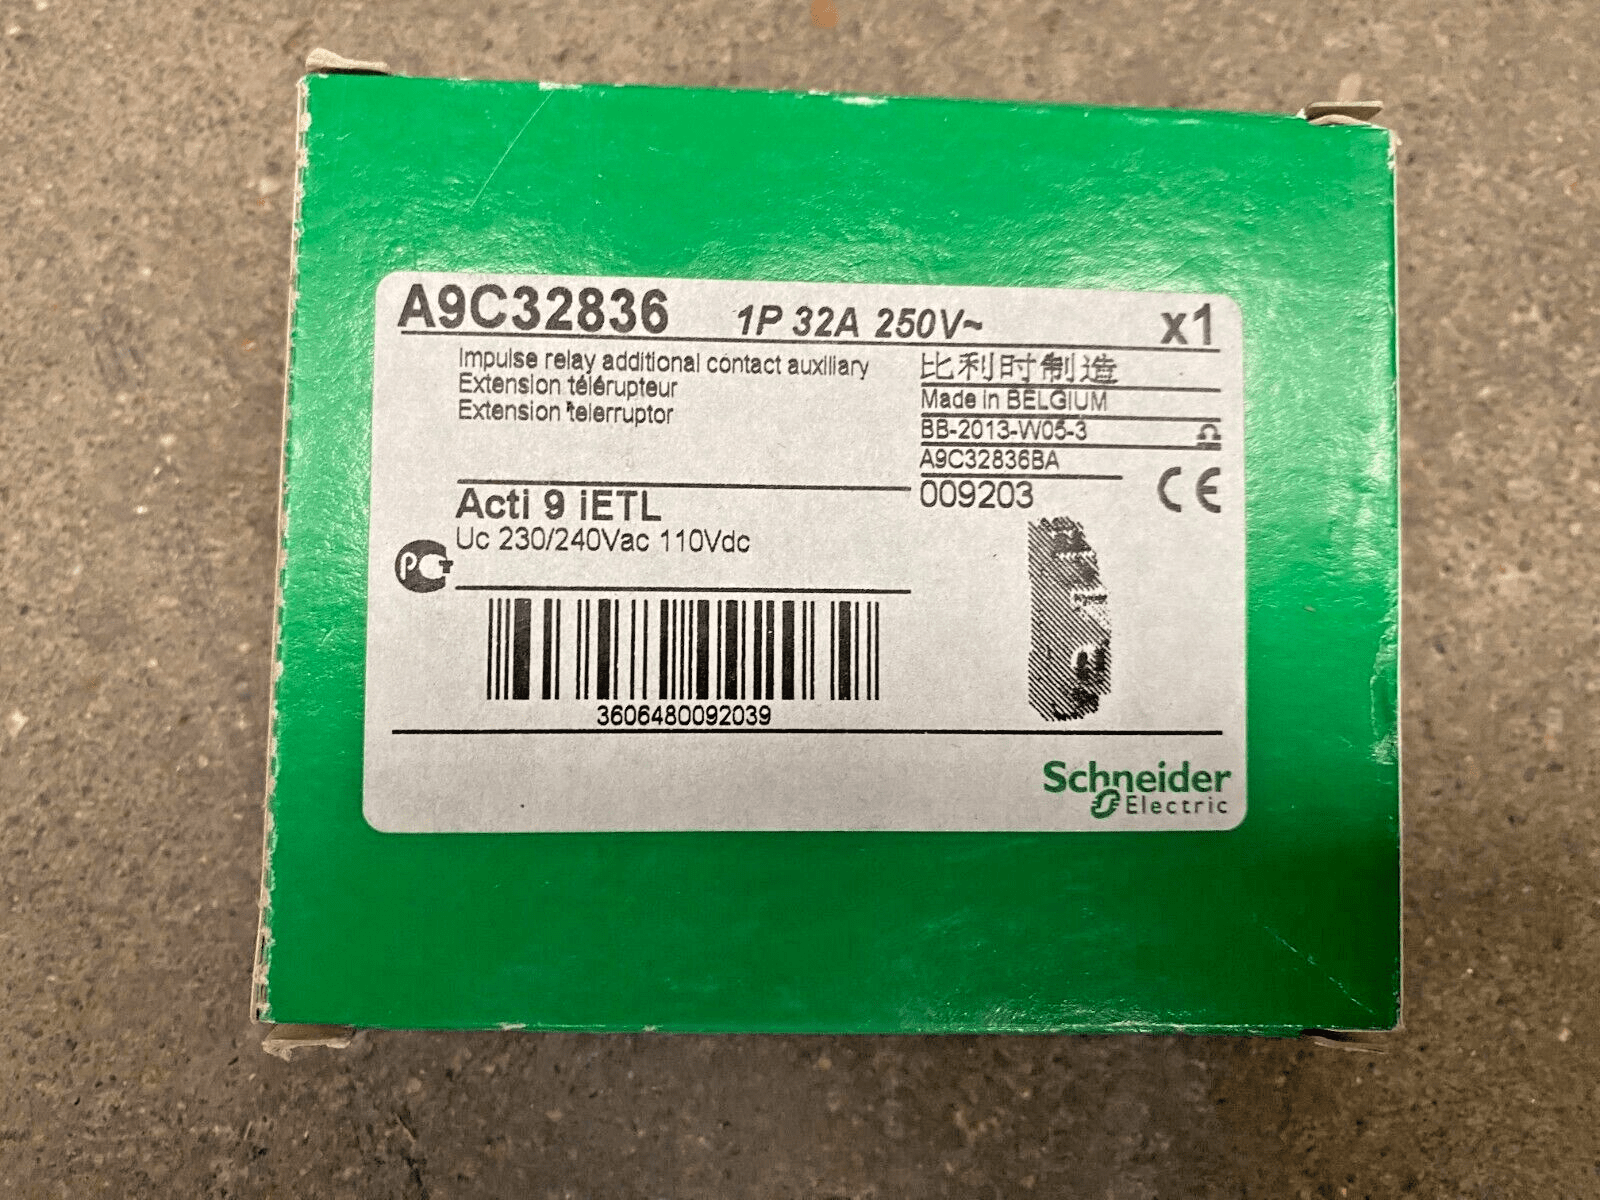 A9C32836 1P 32A 250V~ x1
Impulse relay additional contact auxiliary
Extension télérupteur
Extension telerruptor
比利时制造
Made in BELGIUM
BB-2013-W05-3
A9C32836BA
009203
CE
Acti 9 iETL
Uc 230/240Vac 110Vdc
PCT
3606480092039
Schneider
Electric